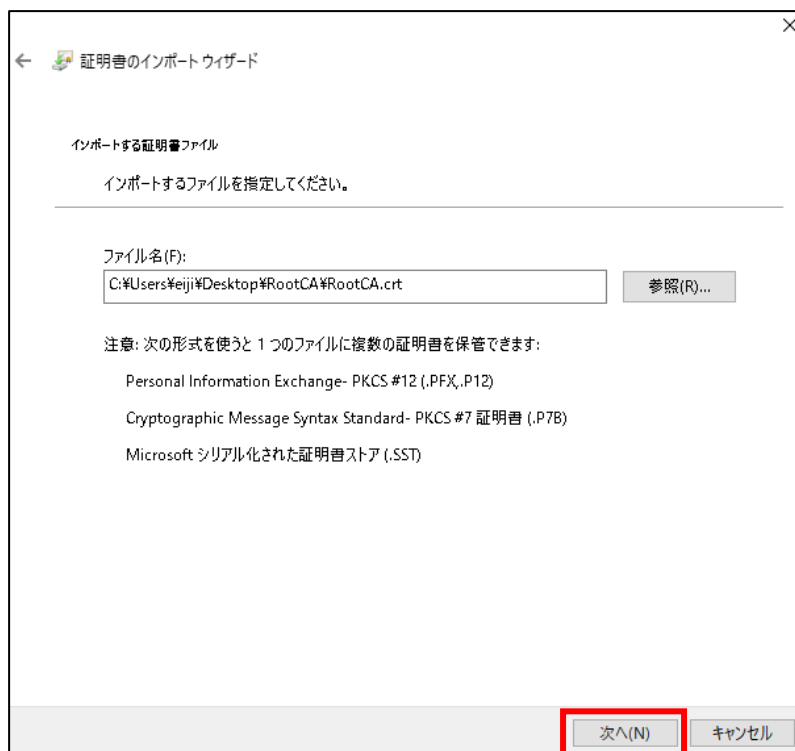 証明書のインポート ウィザード
インポートする証明書ファイル
インポートするファイルを指定してください。
ファイル名(F):
C:¥Users¥eiji¥Desktop¥RootCA¥RootCA.crt
参照(R)...
注意: 次の形式を使うと 1 つのファイルに複数の証明書を保管できます:
Personal Information Exchange- PKCS #12 (.PFX,.P12)
Cryptographic Message Syntax Standard- PKCS #7 証明書 (.P7B)
Microsoft シリアル化された証明書ストア (.SST)
次へ(N)
キャンセル